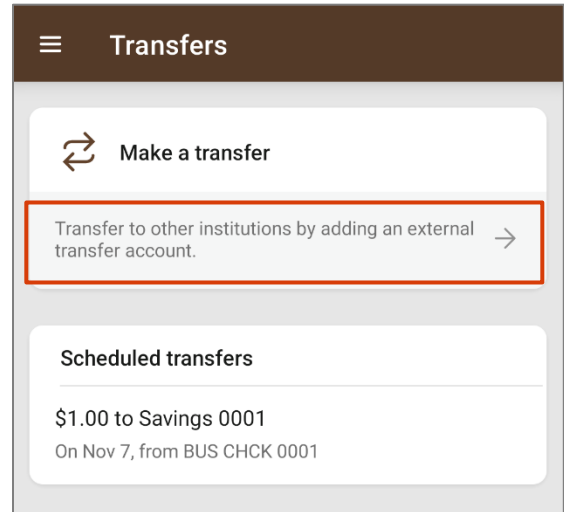 Transfers
Make a transfer
Transfer to other institutions by adding an external
transfer account.
Scheduled transfers
$1.00 to Savings 0001
On Nov 7, from BUS CHCK 0001